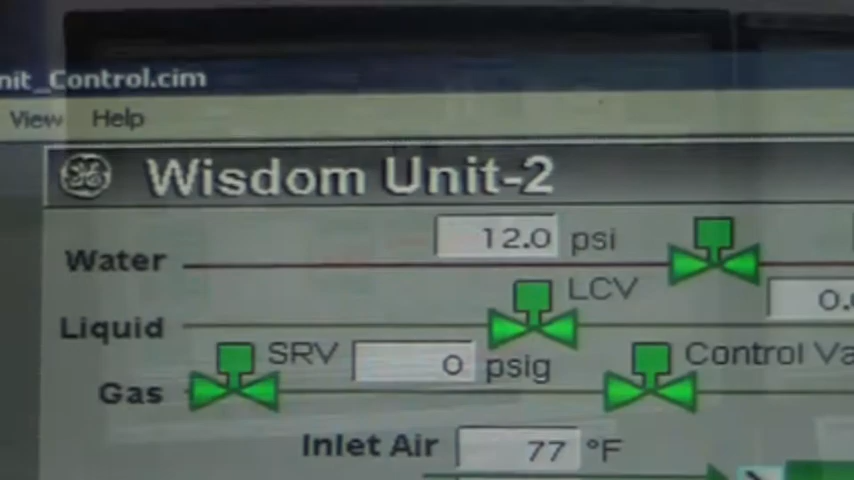 nit_Control.cim
View Help
Wisdom Unit-2
12.0 psi
Water
LCV
0.
Liquid
SRV 0 psig Control Va
Gas
Inlet Air 77 °F